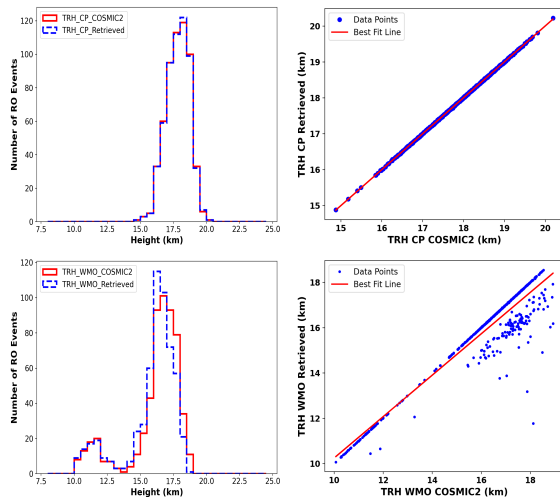 TRH_CP_COSMIC2
TRH_CP_Retrieved
Number of RO Events
120
100
80
60
40
20
0
7.5 10.0 12.5 15.0 17.5 20.0 22.5 25.0
Height (km)
Data Points
Best Fit Line
TRH CP Retrieved (km)
20
19
18
17
16
15
15 16 17 18 19 20
TRH CP COSMIC2 (km)
TRH_WMO_COSMIC2
TRH_WMO_Retrieved
Number of RO Events
120
100
80
60
40
20
0
7.5 10.0 12.5 15.0 17.5 20.0 22.5 25.0
Height (km)
Data Points
Best Fit Line
TRH WMO Retrieved (km)
18
16
14
12
10
10 12 14 16 18
TRH WMO COSMIC2 (km)